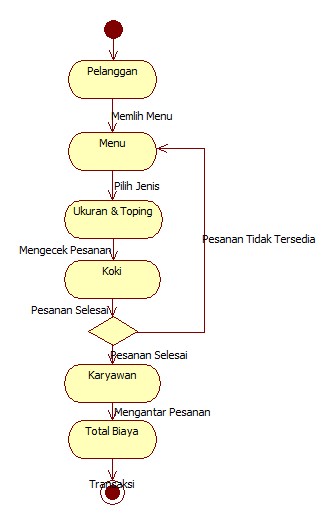 Pelanggan
Memlih Menu
Menu
Pilih Jenis
Ukuran & Toping
Pesanan Tidak Tersedia
Mengecek Pesanan
Koki
Pesanan Selesai
Pesanan Selesai
Karyawan
Mengantar Pesanan
Total Biaya
Transaksi